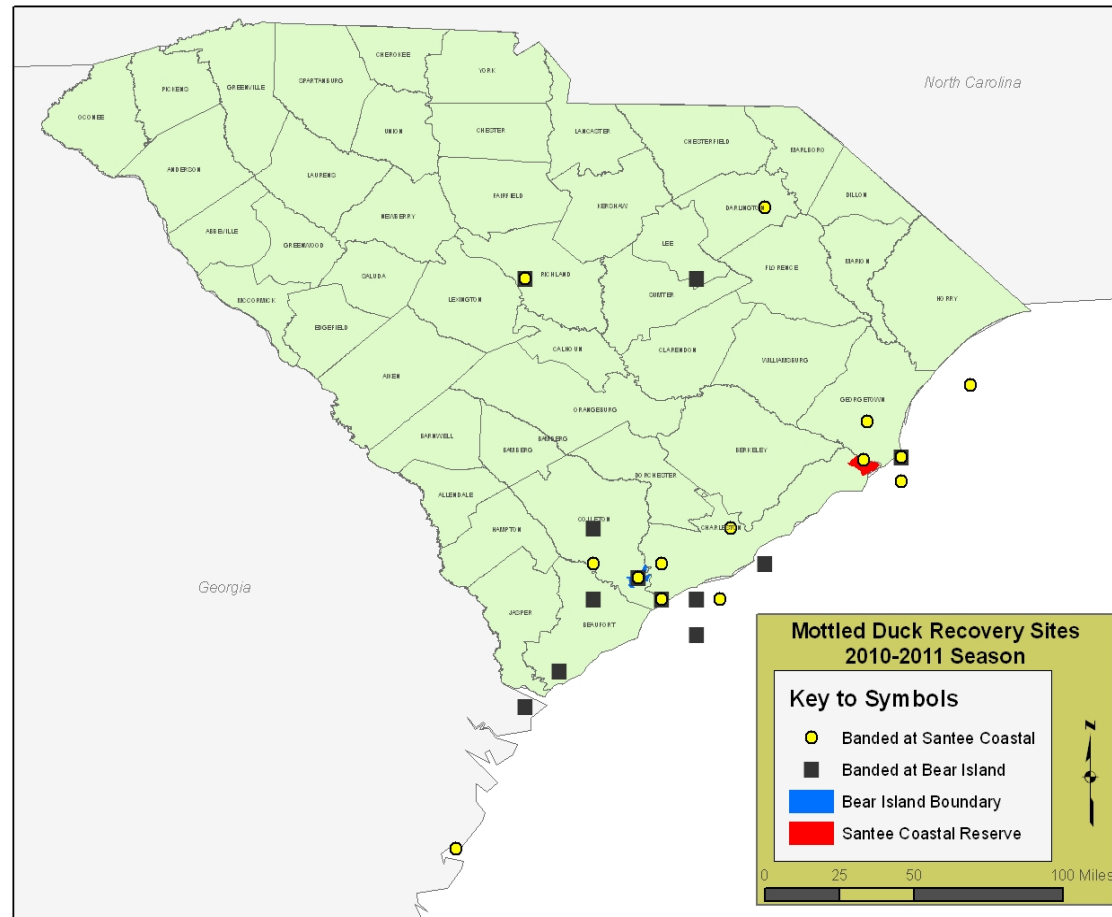 North Carolina
CHEROKEE
YORK
SPARTANBURG
GREENVILLE
PICKENS
OCONEE
UNION
CHESTER
LANCASTER
CHESTERFIELD
MARLBORO
ANDERSON
LAURENS
FAIRFIELD
KERSHAW
DARLINGTON
DILLON
NEWBERRY
ABBEVILLE
GREENWOOD
LEE
FLORENCE
MARION
SALUDA
RICHLAND
LEXINGTON
SUMTER
HORRY
MCCORMICK
EDGEFIELD
CALHOUN
CLARENDON
WILLIAMSBURG
AIKEN
GEORGETOWN
ORANGEBURG
BARNWELL
BAMBERG
BAMBERG
BERKELEY
DORCHESTER
ALLENDALE
COLLETON
HAMPTON
CHARLESTON
Georgia
JASPER
BEAUFORT
Mottled Duck Recovery Sites
2010-2011 Season
Key to Symbols
Banded at Santee Coastal
Banded at Bear Island
Bear Island Boundary
Santee Coastal Reserve
N
0 25 50 100 Miles